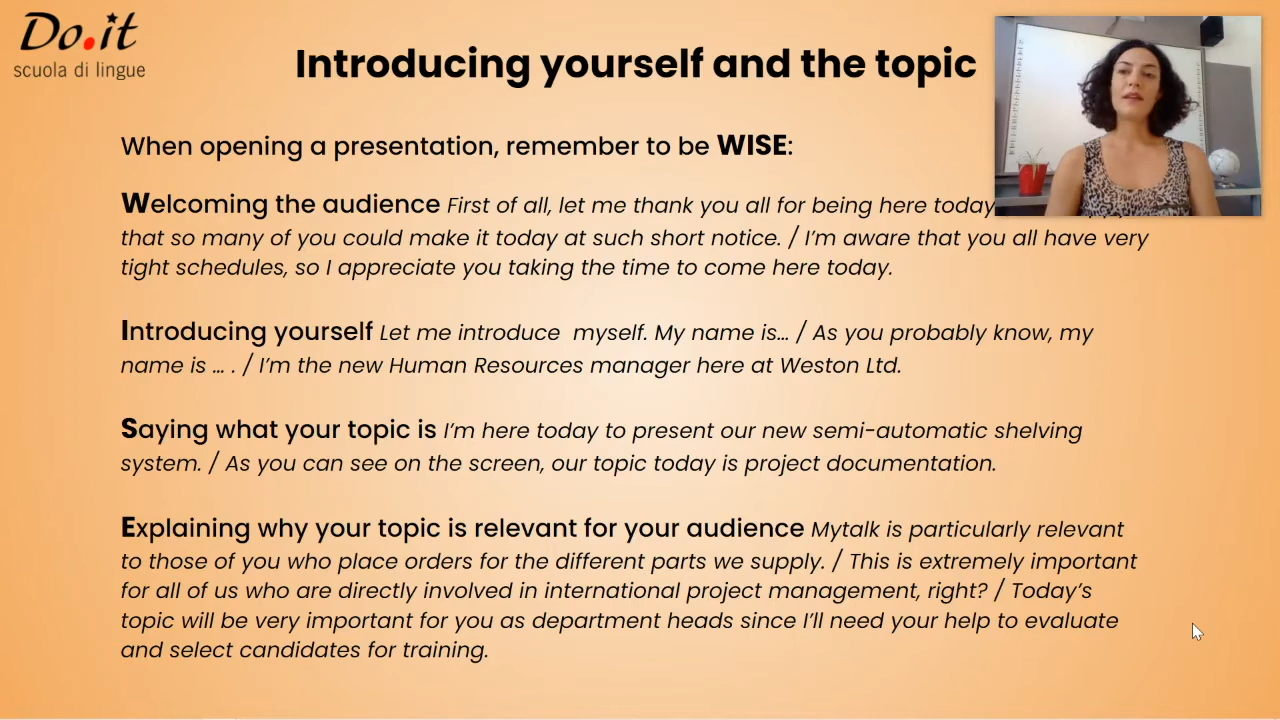 Do.it
scuola di lingue
Introducing yourself and the topic
When opening a presentation, remember to be WISE:
Welcoming the audience First of all, let me thank you all for being here today
that so many of you could make it today at such short notice. / I’m aware that you all have very
tight schedules, so I appreciate you taking the time to come here today.
Introducing yourself Let me introduce  myself. My name is… / As you probably know, my
name is … . / I’m the new Human Resources manager here at Weston Ltd.
Saying what your topic is I’m here today to present our new semi-automatic shelving
system. / As you can see on the screen, our topic today is project documentation.
Explaining why your topic is relevant for your audience Mytalk is particularly relevant
to those of you who place orders for the different parts we supply. / This is extremely important
for all of us who are directly involved in international project management, right? / Today’s
topic will be very important for you as department heads since I’ll need your help to evaluate
and select candidates for training.